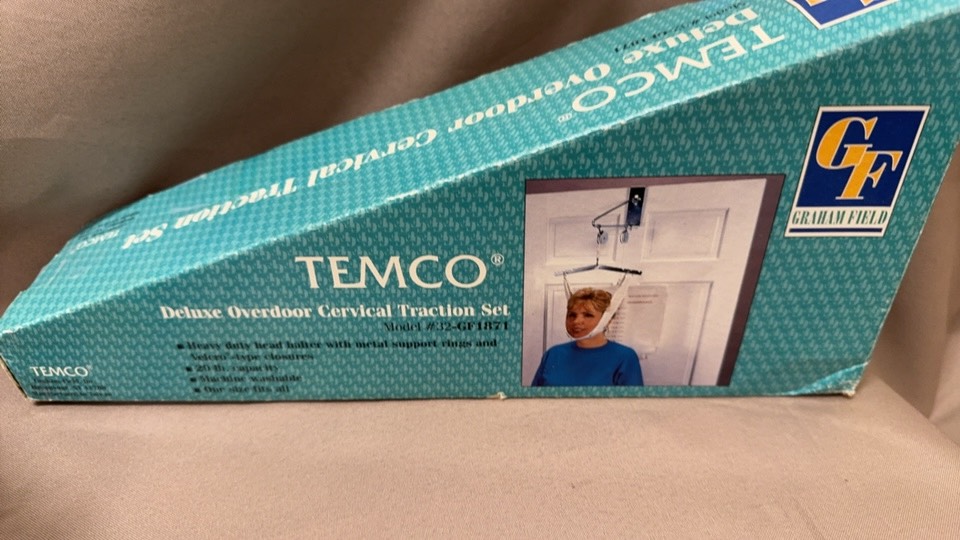 TEMCO®
Deluxe Overdoor Cervical Traction Set
GF
GRAHAM FIELD
TEMCO®
Deluxe Overdoor Cervical Traction Set
Model #32-GF1871
■ Heavy duty head halter with metal support rings and
Velcro®-type closures
■ 20 lb. capacity
■ Machine washable
■ One size fits all
TEMCO®